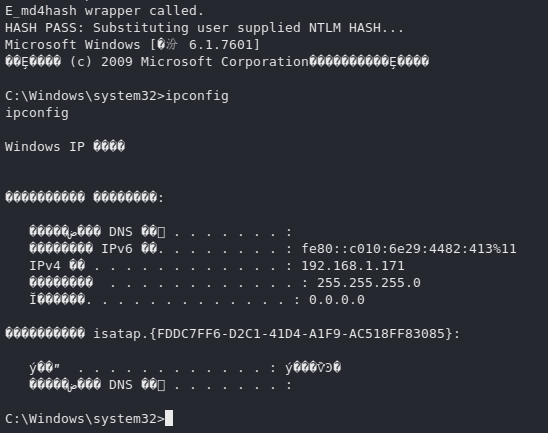 E_md4hash wrapper called.
HASH PASS: Substituting user supplied NTLM HASH...
Microsoft Windows [�汾 6.1.7601]
��Ȩ���� (c) 2009 Microsoft Corporation����������Ȩ����
C:\Windows\system32>ipconfig
ipconfig
Windows IP ����
���������� ��������:
DNS . . . . . . . :
�������� IPv6 ��. . . . . . . . : fe80::c010:6e29:4482:413%11
IPv4 �� . . . . . . . . . . . . : 192.168.1.171
�������� . . . . . . . . . . . . : 255.255.255.0
. . . . . . . . . . . . . : 0.0.0.0
���������� isatap.{FDDC7FF6-D2C1-41D4-A1F9-AC518FF83085}:
. . . . . . . . . . . . :
DNS . . . . . . . :
C:\Windows\system32>